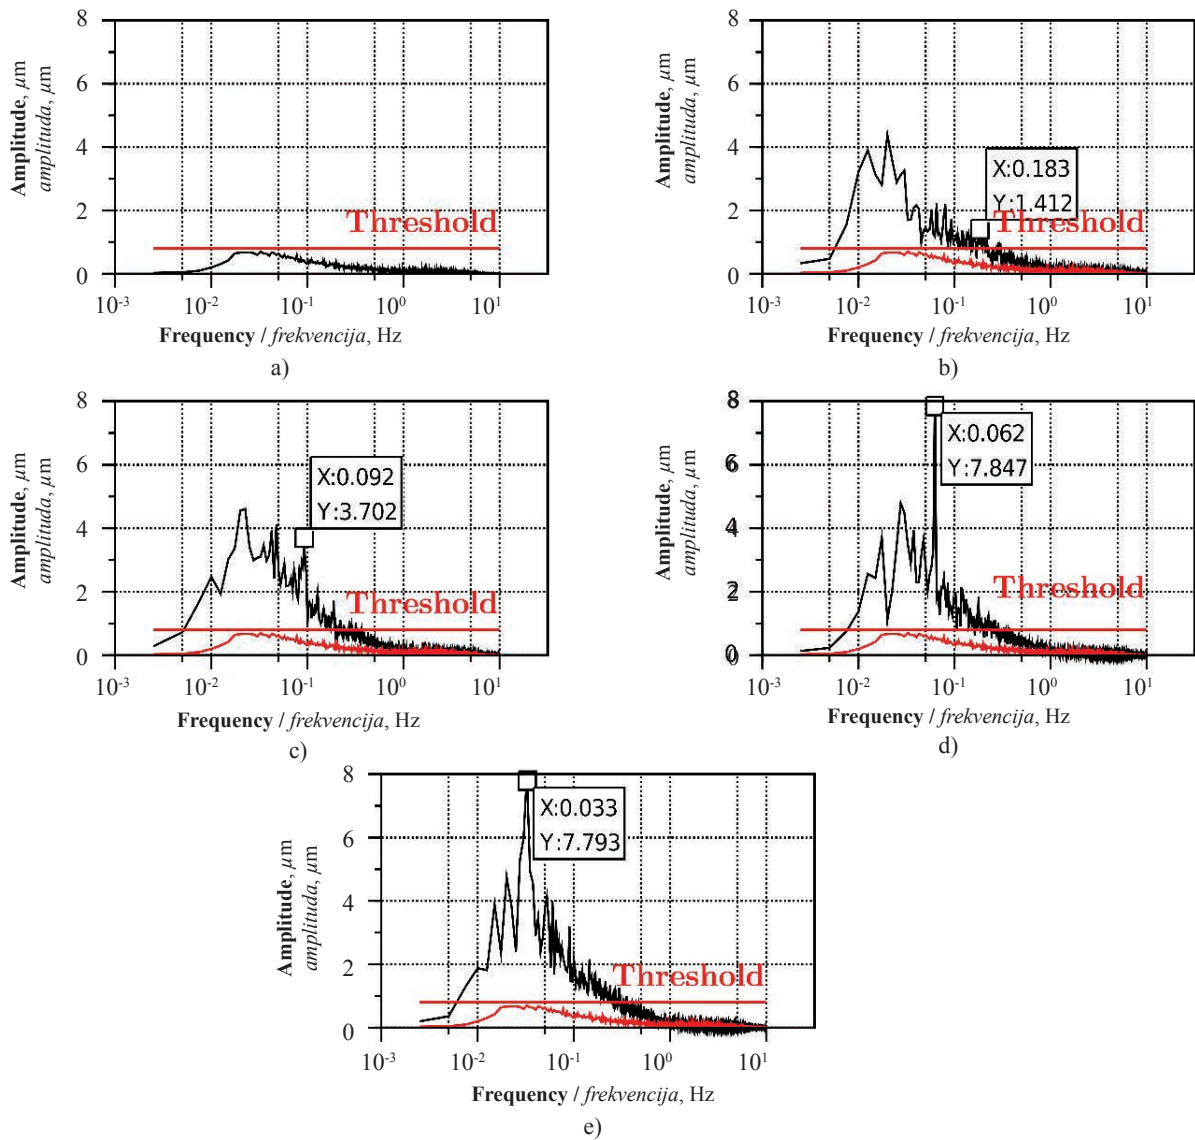 8
6
4
2
0
Amplitude, μm
amplituda, μm
Threshold
10-3 10-2 10-1 100 101
Frequency / frekvencija, Hz
a)
8
6
4
2
0
Amplitude, μm
amplituda, μm
X:0.183
Y:1.412
Threshold
10-3 10-2 10-1 100 101
Frequency / frekvencija, Hz
b)
8
6
4
2
0
Amplitude, μm
amplituda, μm
X:0.092
Y:3.702
Threshold
10-3 10-2 10-1 100 101
Frequency / frekvencija, Hz
c)
8
6
4
2
0
Amplitude, μm
amplituda, μm
X:0.062
Y:7.847
Threshold
10-3 10-2 10-1 100 101
Frequency / frekvencija, Hz
d)
8
6
4
2
0
Amplitude, μm
amplituda, μm
X:0.033
Y:7.793
Threshold
10-3 10-2 10-1 100 101
Frequency / frekvencija, Hz
e)